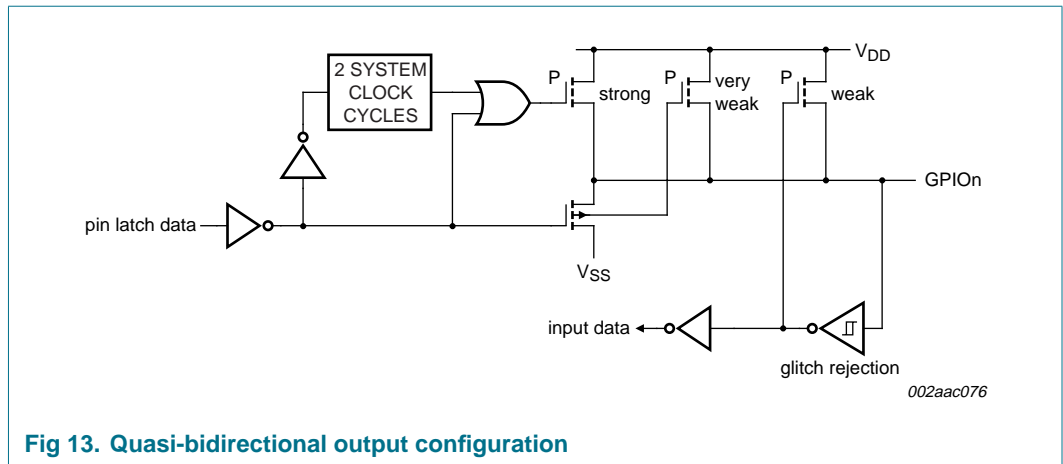 2 SYSTEM
CLOCK
CYCLES
P
strong
P
very
weak
P
weak
VDD
GPIOn
pin latch data
VSS
input data
glitch rejection
002aac076
Fig 13. Quasi-bidirectional output configuration